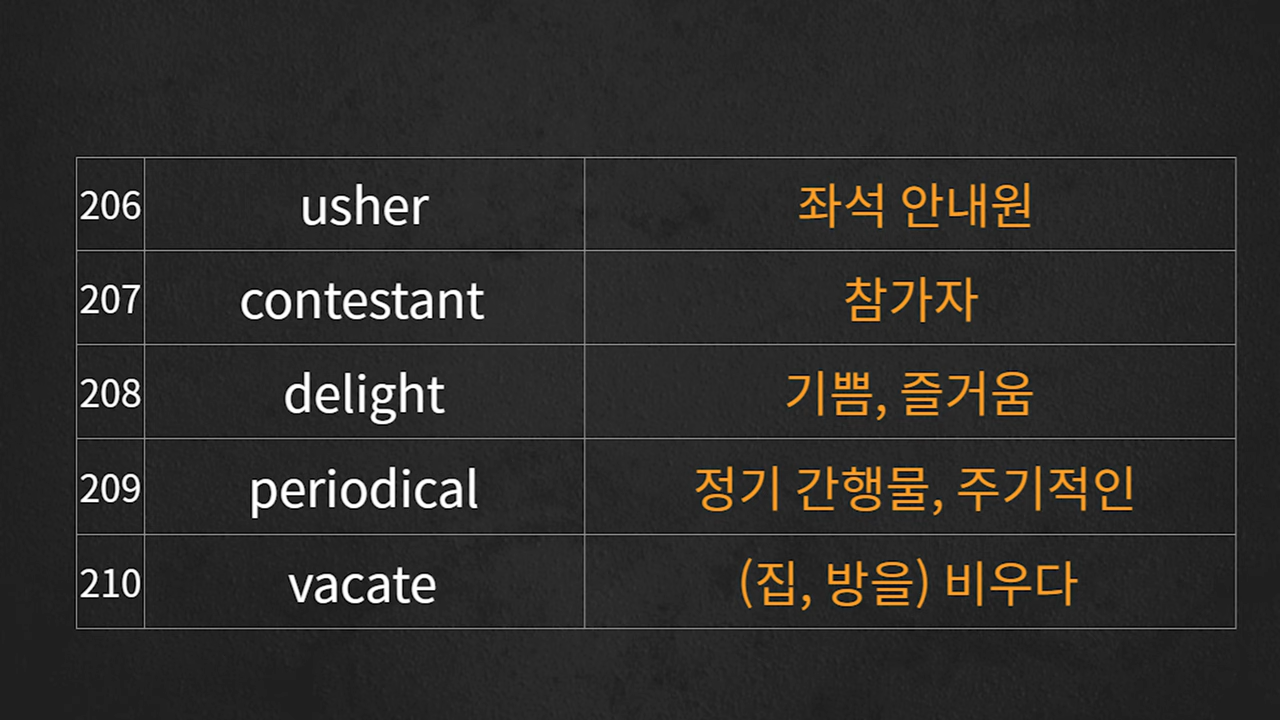 206 usher 좌석 안내원
207 contestant 참가자
208 delight 기쁨, 즐거움
209 periodical 정기 간행물, 주기적인
210 vacate (집, 방을) 비우다